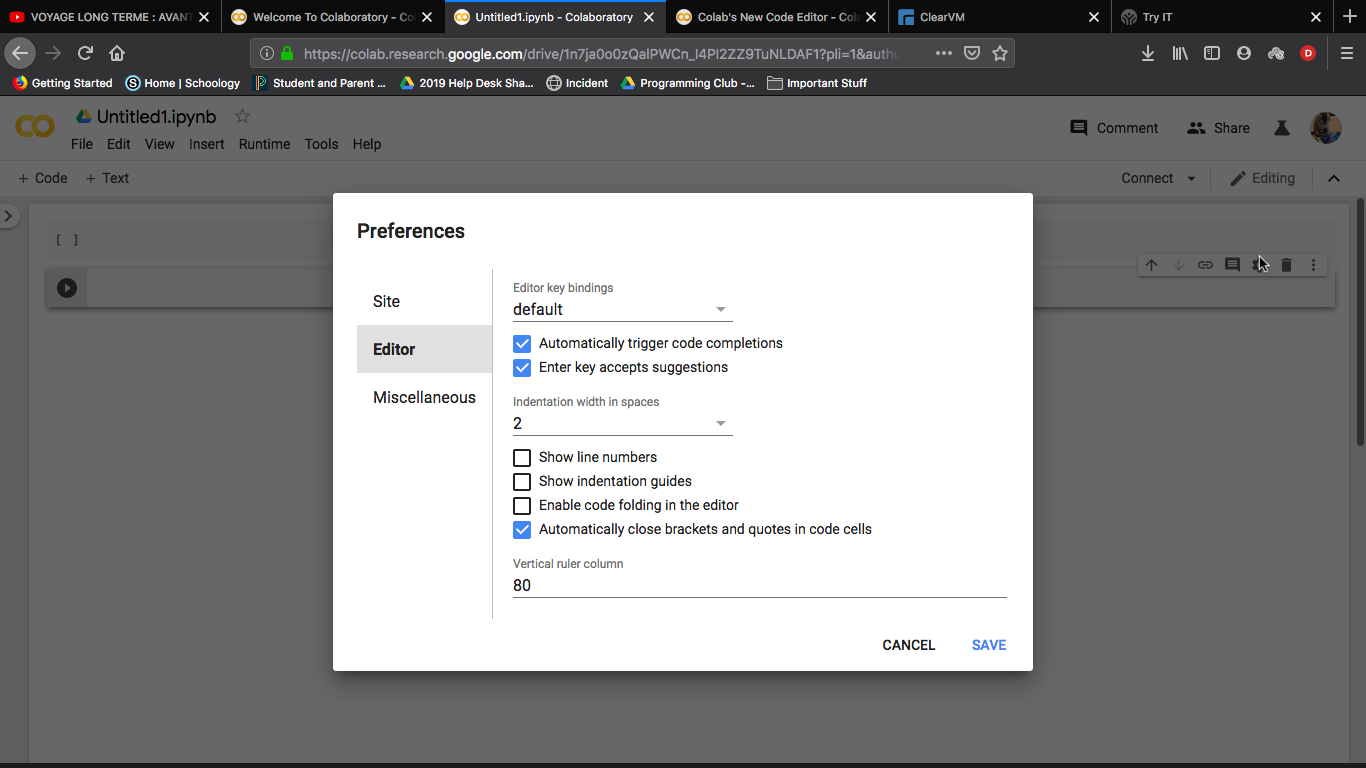 VOYAGE LONG TERME : AVAN
Welcome To Colaboratory - Co
Untitled1.ipynb - Colaboratory
Colab's New Code Editor - Col
ClearVM
Try IT
https://colab.research.google.com/drive/1n7ja0o0zQaIPWCn_I4PI2ZZ9TuNLDAF1?pli=1&auth
D
Getting Started
Home | Schoology
Student and Parent ...
2019 Help Desk Sha...
Incident
Programming Club -...
Important Stuff
Untitled1.ipynb
File Edit View Insert Runtime Tools Help
Comment
Share
+ Code + Text
Connect
Editing
[ ]
Preferences
Site
Editor
Miscellaneous
Editor key bindings
default
Automatically trigger code completions
Enter key accepts suggestions
Indentation width in spaces
2
Show line numbers
Show indentation guides
Enable code folding in the editor
Automatically close brackets and quotes in code cells
Vertical ruler column
80
CANCEL
SAVE